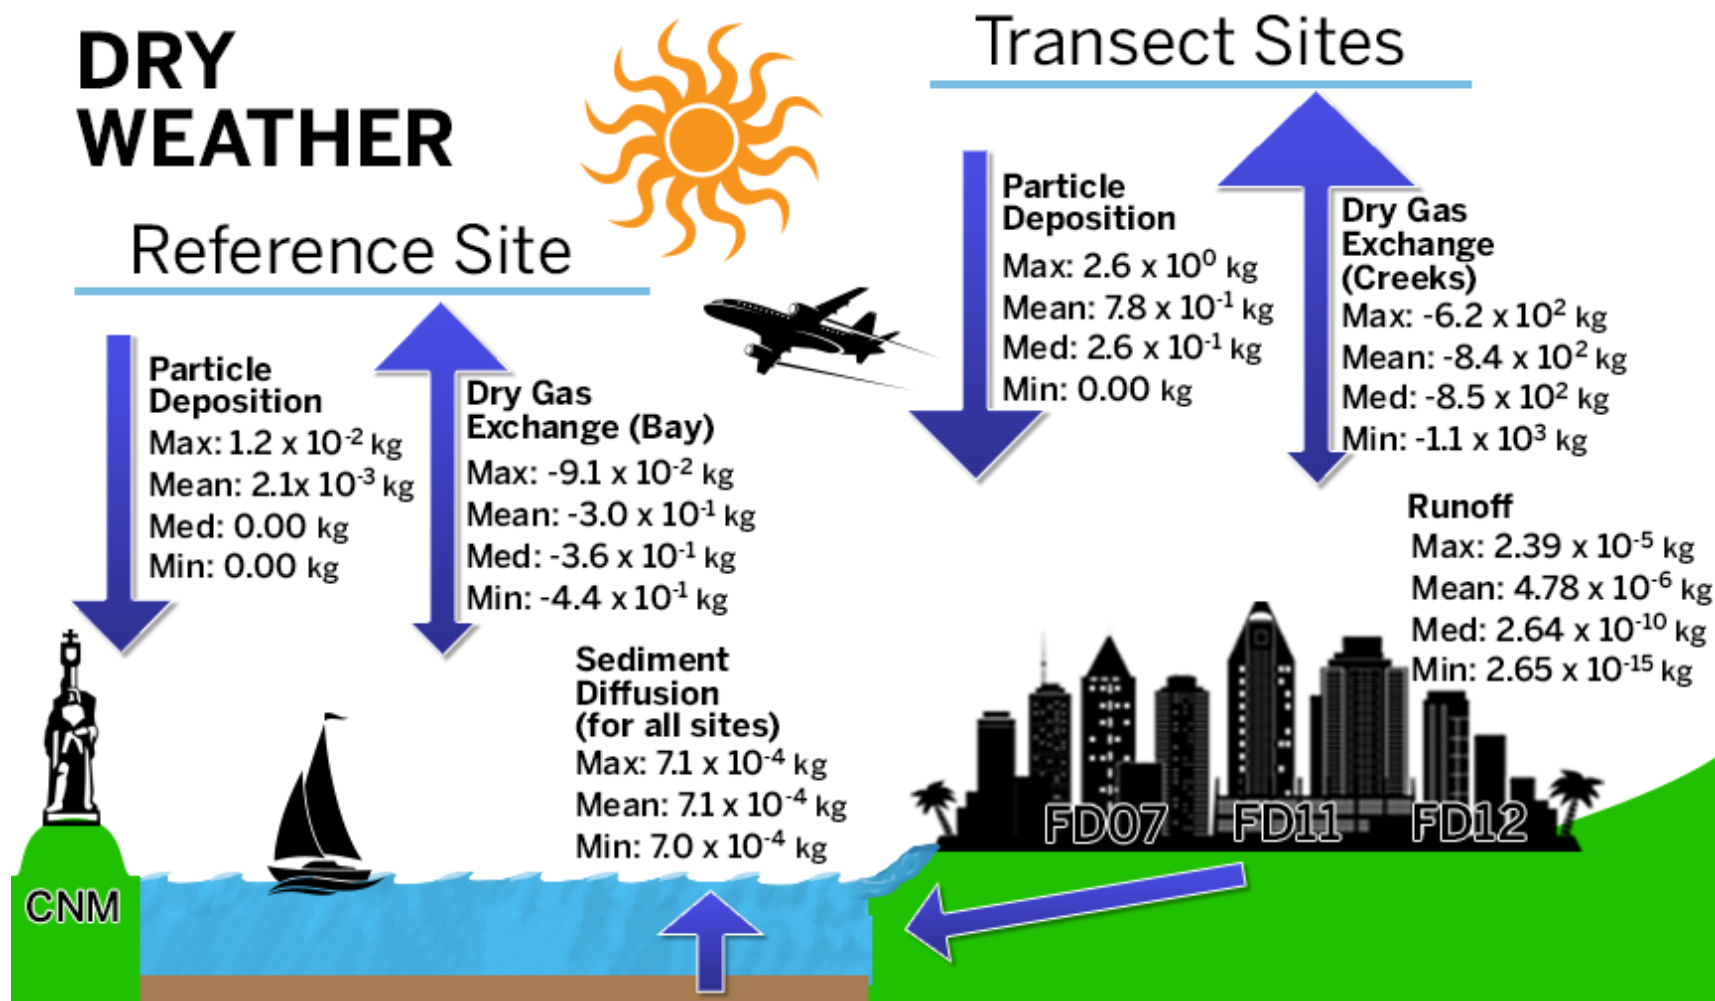 DRY
WEATHER
Reference Site
Particle
Deposition
Max: 1.2 x 10⁻² kg
Mean: 2.1x 10⁻³ kg
Med: 0.00 kg
Min: 0.00 kg
Dry Gas
Exchange (Bay)
Max: -9.1 x 10⁻² kg
Mean: -3.0 x 10⁻¹ kg
Med: -3.6 x 10⁻¹ kg
Min: -4.4 x 10⁻¹ kg
Sediment
Diffusion
(for all sites)
Max: 7.1 x 10⁻⁴ kg
Mean: 7.1 x 10⁻⁴ kg
Min: 7.0 x 10⁻⁴ kg
CNM
Transect Sites
Particle
Deposition
Max: 2.6 x 10⁰ kg
Mean: 7.8 x 10⁻¹ kg
Med: 2.6 x 10⁻¹ kg
Min: 0.00 kg
Dry Gas
Exchange
(Creeks)
Max: -6.2 x 10² kg
Mean: -8.4 x 10² kg
Med: -8.5 x 10² kg
Min: -1.1 x 10³ kg
Runoff
Max: 2.39 x 10⁻⁵ kg
Mean: 4.78 x 10⁻⁶ kg
Med: 2.64 x 10⁻¹⁰ kg
Min: 2.65 x 10⁻¹⁵ kg
FD07 FD11 FD12